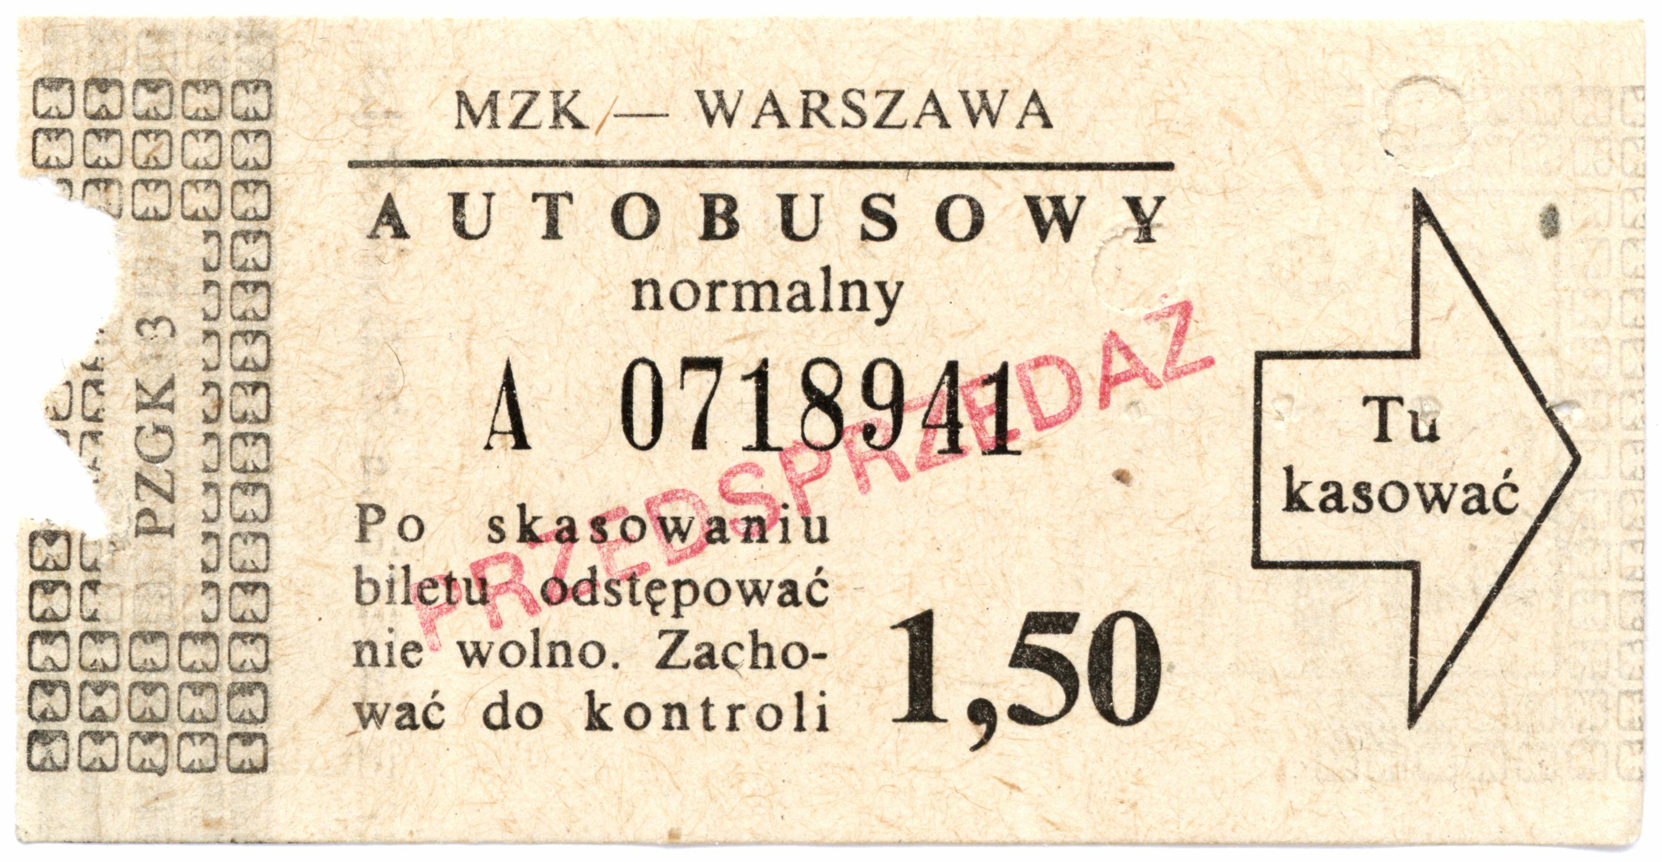 MZK — WARSZAWA
AUTOBUSOWY
normalny
A 0718941
PRZEDSPRZEDAŻ
Po skasowaniu
biletu odstępować
nie wolno. Zacho-
wać do kontroli
1,50
Tu
kasować
PZGK 3